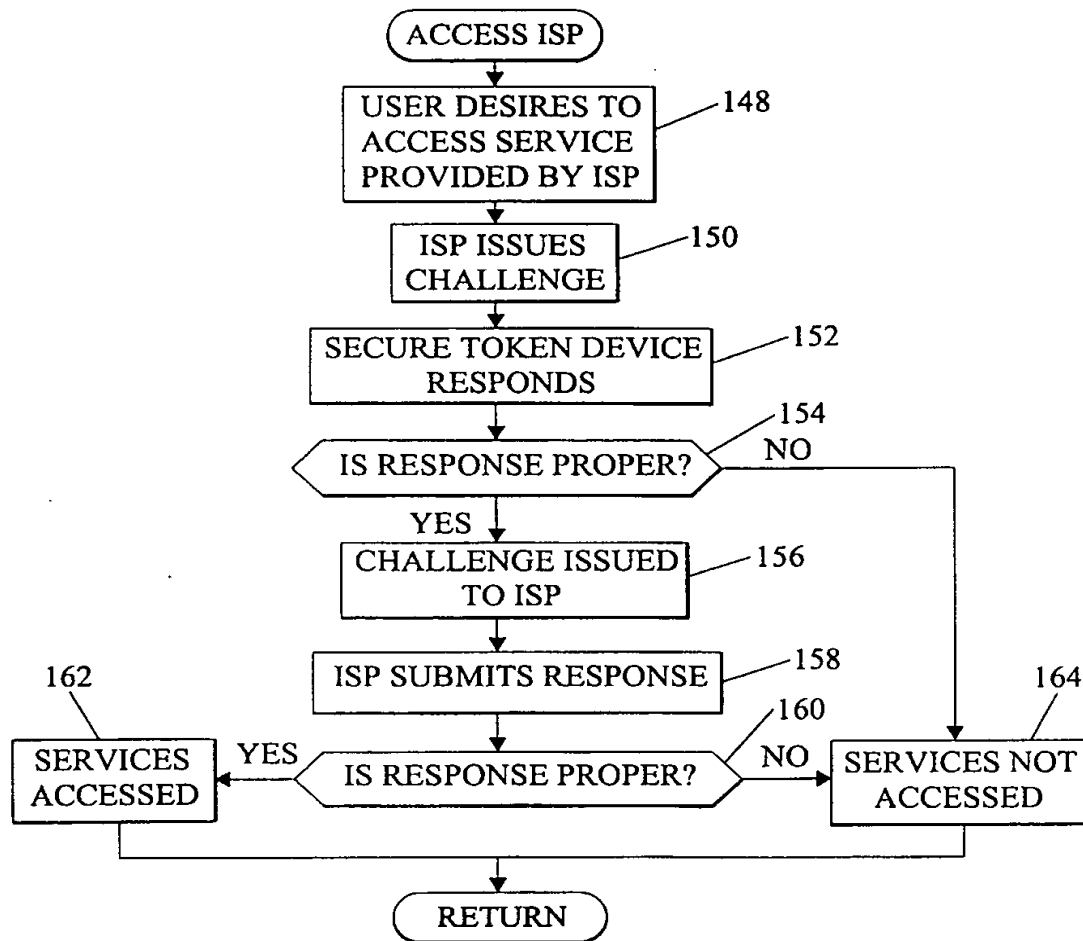 ACCESS ISP
USER DESIRES TO
ACCESS SERVICE
PROVIDED BY ISP
148
ISP ISSUES
CHALLENGE
150
SECURE TOKEN DEVICE
RESPONDS
152
154
IS RESPONSE PROPER?
NO
YES
CHALLENGE ISSUED
TO ISP
156
ISP SUBMITS RESPONSE
158
162
160
164
SERVICES
ACCESSED
YES
IS RESPONSE PROPER?
NO
SERVICES NOT
ACCESSED
RETURN